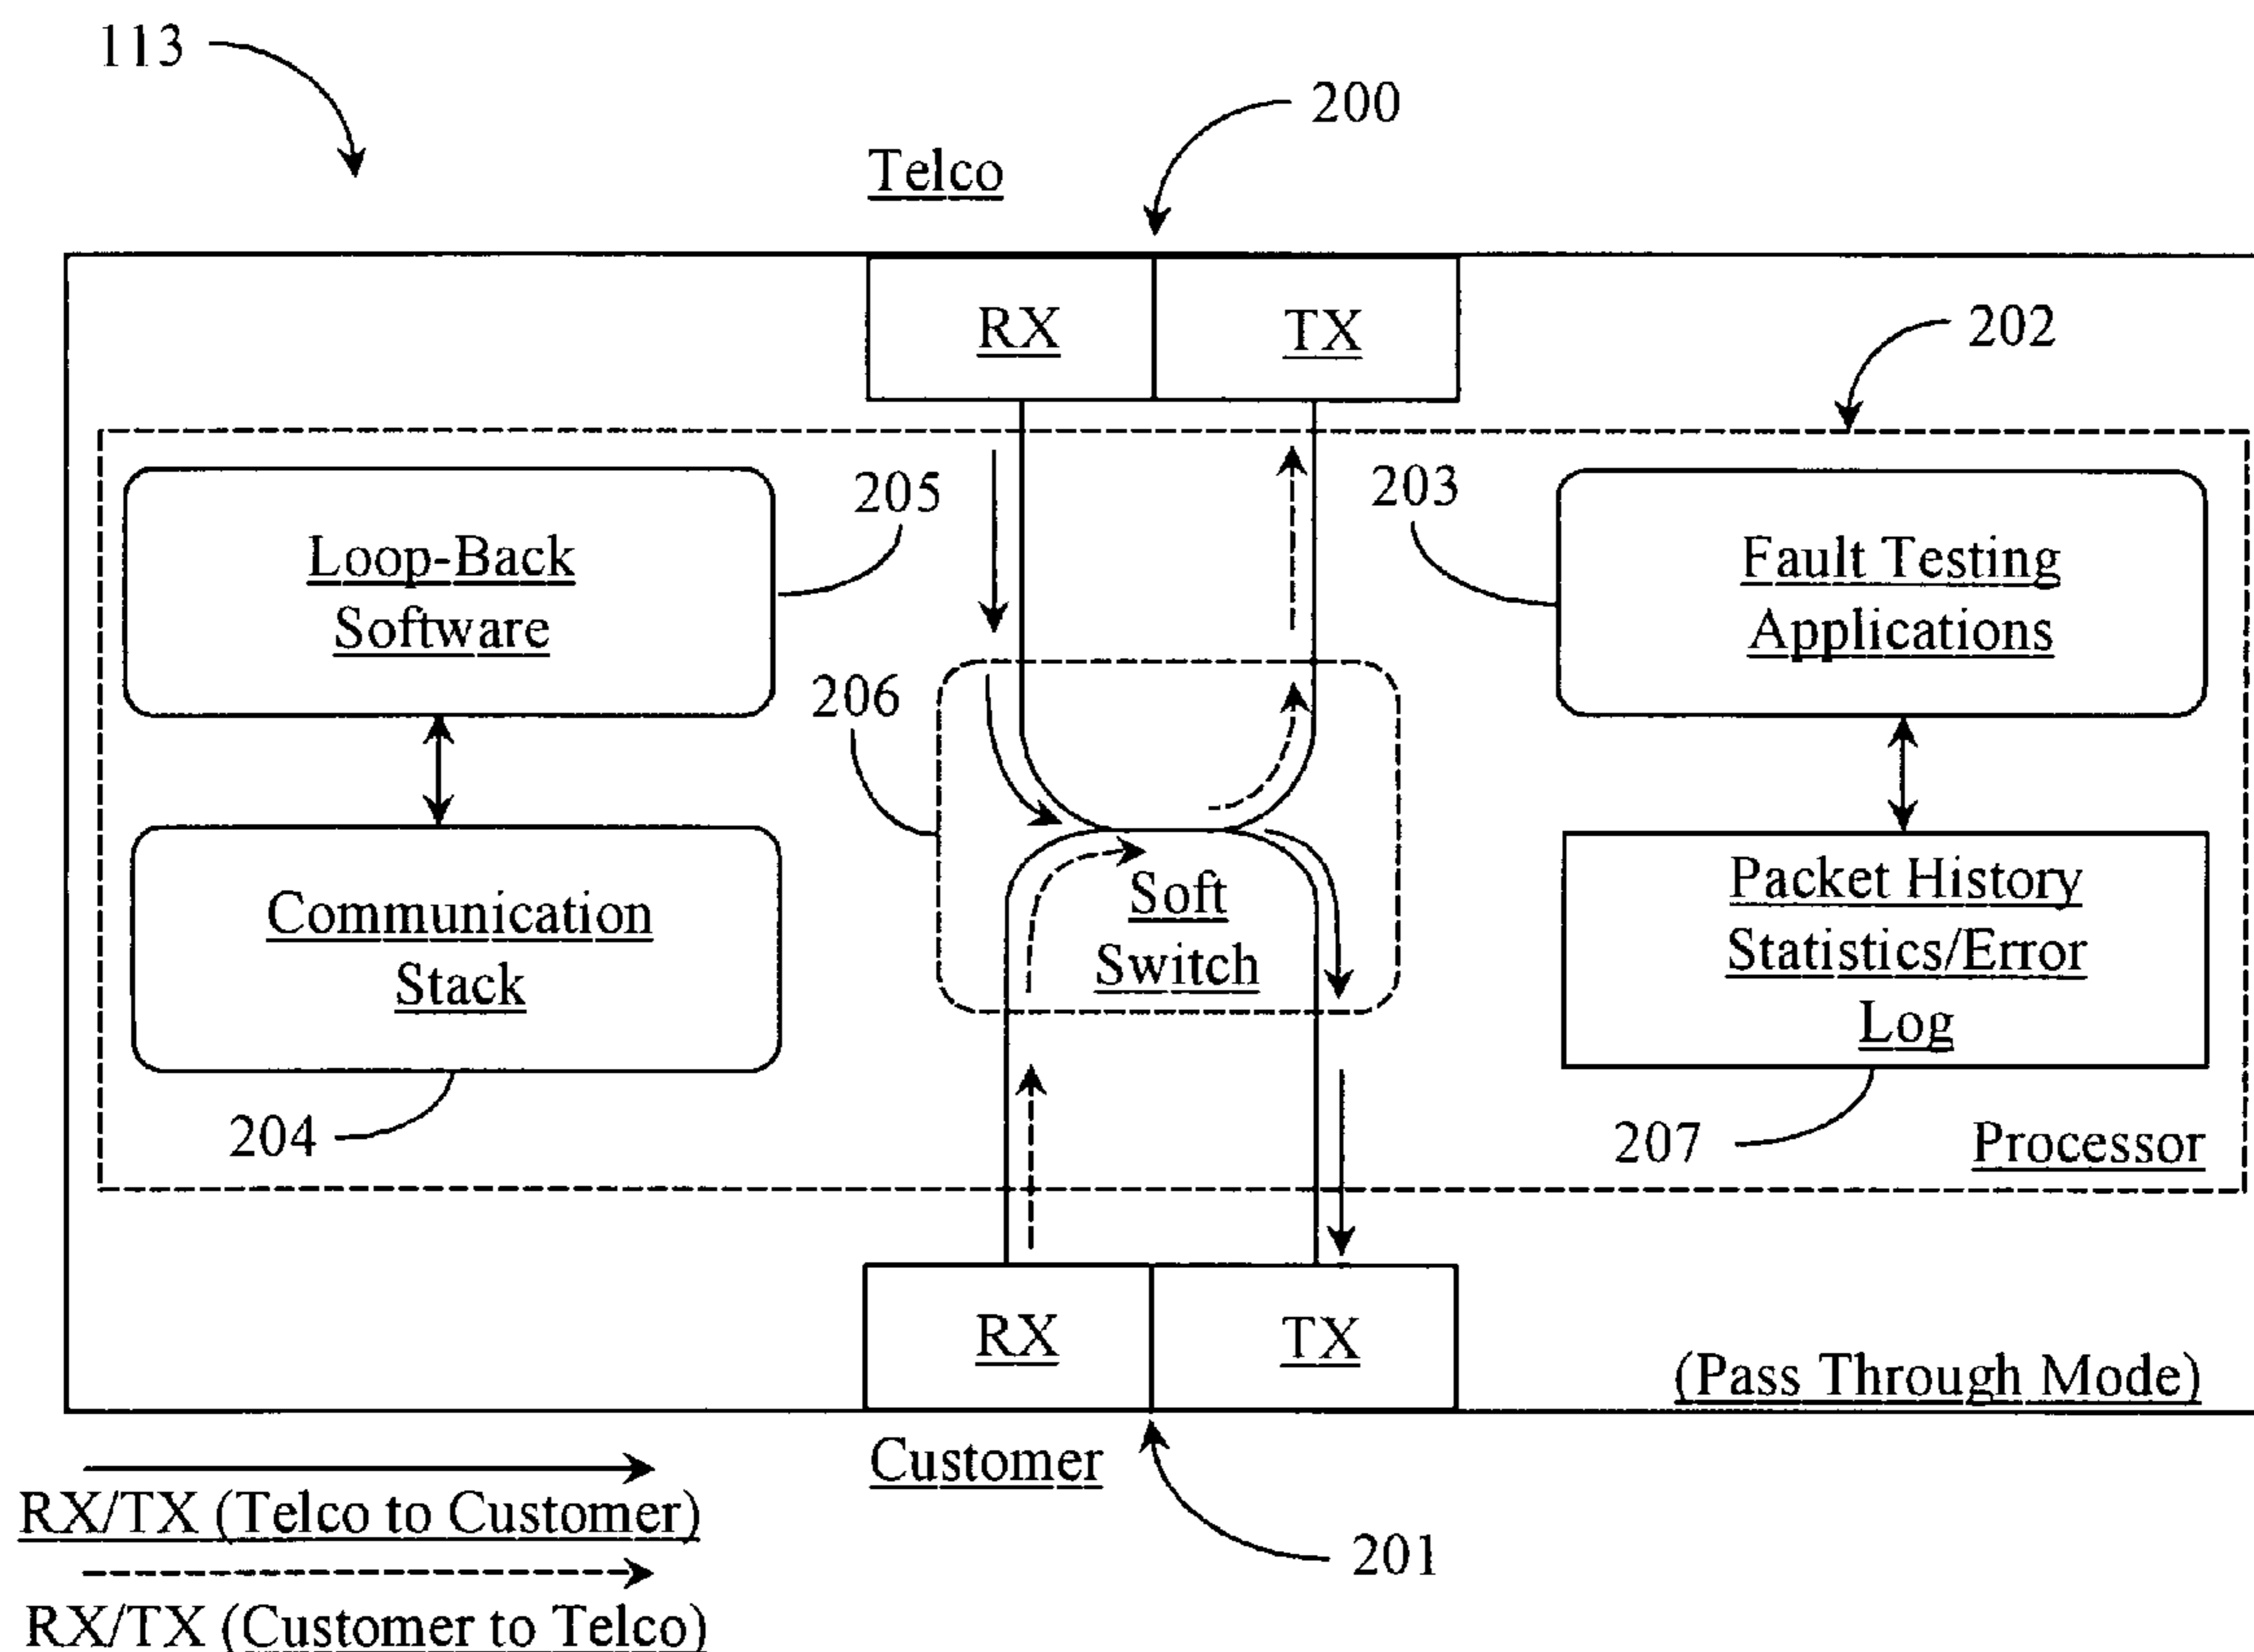 113
200
Telco
RX
TX
202
205
203
Loop-Back
Software
Fault Testing
Applications
206
Communication
Stack
Soft
Switch
Packet History
Statistics/Error
Log
204
207
Processor
RX
TX
(Pass Through Mode)
Customer
RX/TX (Telco to Customer)
201
RX/TX (Customer to Telco)